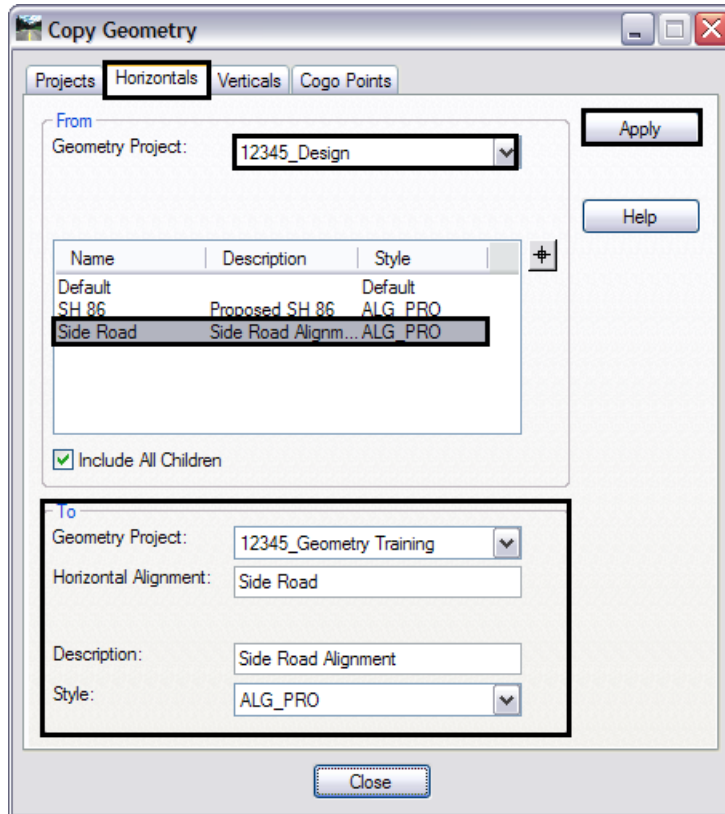 Copy Geometry
Projects Horizontals Verticals Cogo Points
From
Geometry Project: 12345_Design
Apply
Help
Name Description Style
Default Default
SH 86 Proposed SH 86 ALG_PRO
Side Road Side Road Alignm... ALG_PRO
Include All Children
To
Geometry Project: 12345_Geometry Training
Horizontal Alignment: Side Road
Description: Side Road Alignment
Style: ALG_PRO
Close